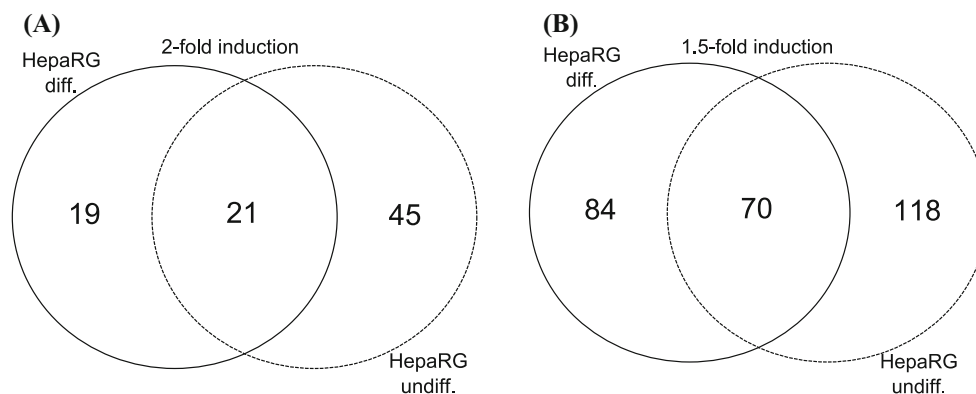 (A)
2-fold induction
HepaRG
diff.
19
21
45
HepaRG
undiff.
(B)
1.5-fold induction
HepaRG
diff.
84
70
118
HepaRG
undiff.